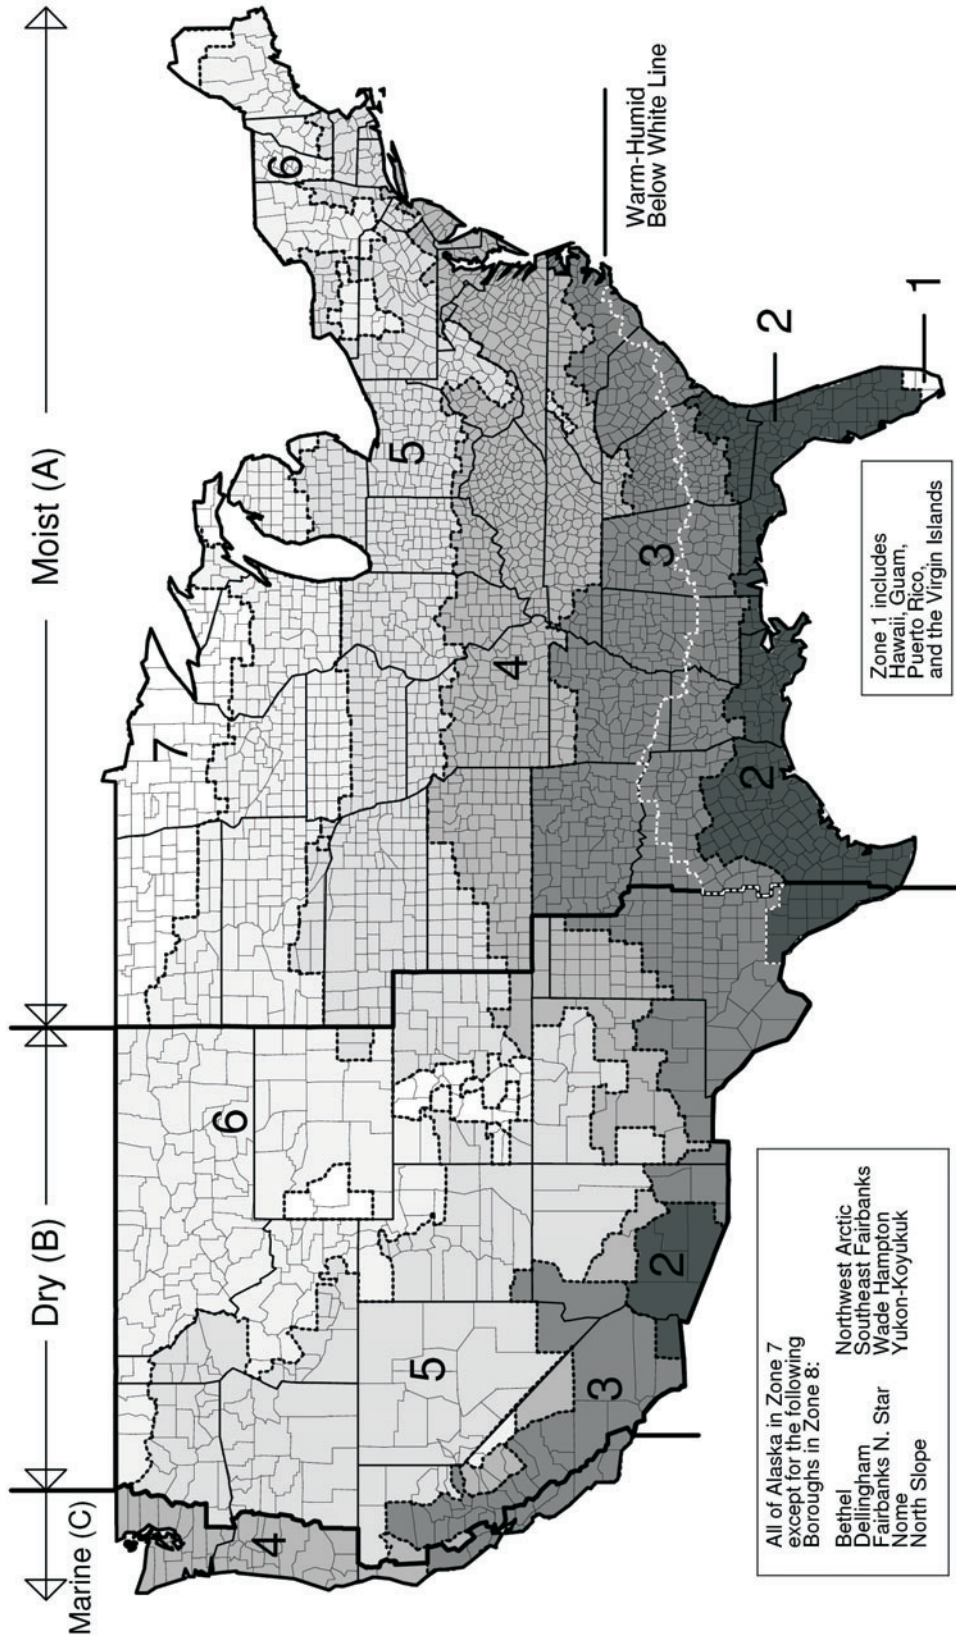 Marine (C)
Dry (B)
Moist (A)
7
6
6
5
5
4
4
3
3
2
2
2
1
Warm-Humid
Below White Line
All of Alaska in Zone 7
except for the following
Boroughs in Zone 8:
Bethel
Dellingham
Fairbanks N. Star
Nome
North Slope
Northwest Arctic
Southeast Fairbanks
Wade Hampton
Yukon-Koyukuk
Zone 1 includes
Hawaii, Guam,
Puerto Rico,
and the Virgin Islands